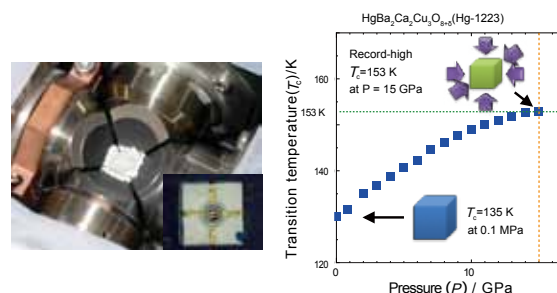 HgBa2Ca2Cu3O8+δ(Hg-1223)
Transition temperature(Tc)/K
160
153 K
140
120
Record-high
Tc=153 K
at P = 15 GPa
Tc=135 K
at 0.1 MPa
0
10
Pressure (P) / GPa